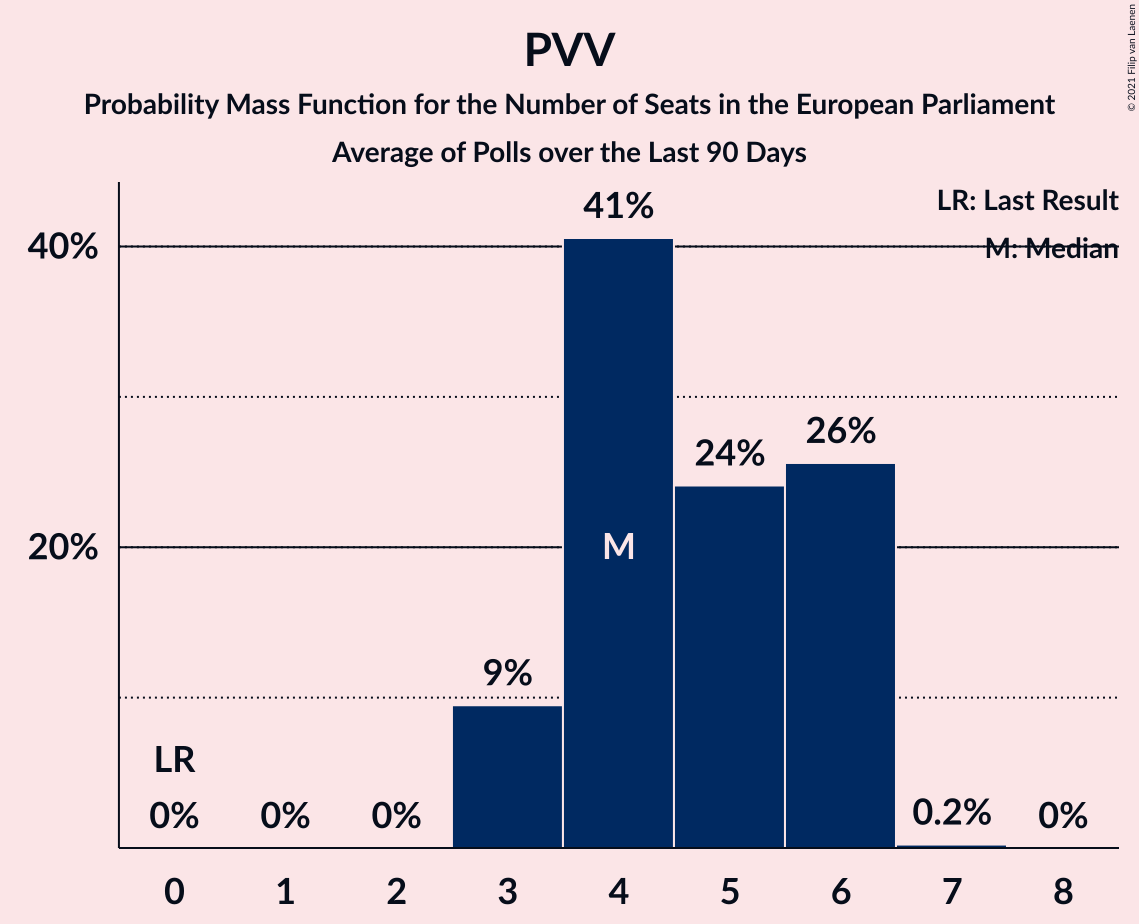 PVV
Probability Mass Function for the Number of Seats in the European Parliament
Average of Polls over the Last 90 Days
© 2021 Filip van Laenen
LR: Last Result
M: Median
41%
40%
26%
24%
20%
M
9%
LR
0%
0%
0%
0.2%
0%
0 1 2 3 4 5 6 7 8